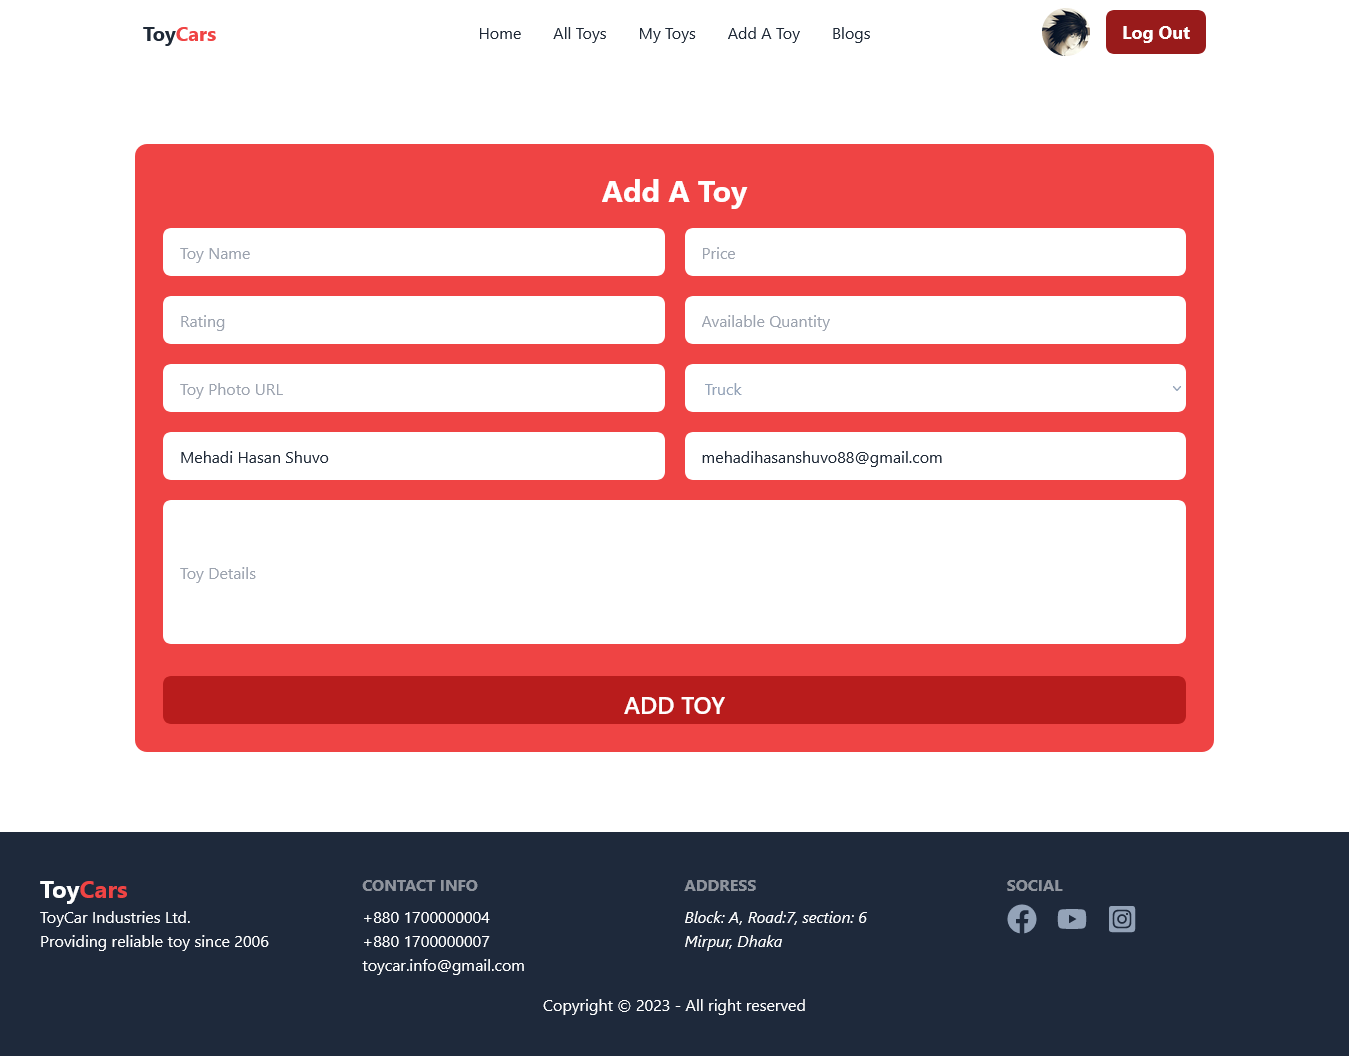 ToyCars Home All Toys My Toys Add A Toy Blogs Log Out
Add A Toy
Toy Name Price
Rating Available Quantity
Toy Photo URL Truck
Mehadi Hasan Shuvo mehadihasanshuvo88@gmail.com
Toy Details
ADD TOY
ToyCars
ToyCar Industries Ltd.
Providing reliable toy since 2006
CONTACT INFO
+880 1700000004
+880 1700000007
toycar.info@gmail.com
ADDRESS
Block: A, Road:7, section: 6
Mirpur, Dhaka
SOCIAL
Copyright © 2023 - All right reserved